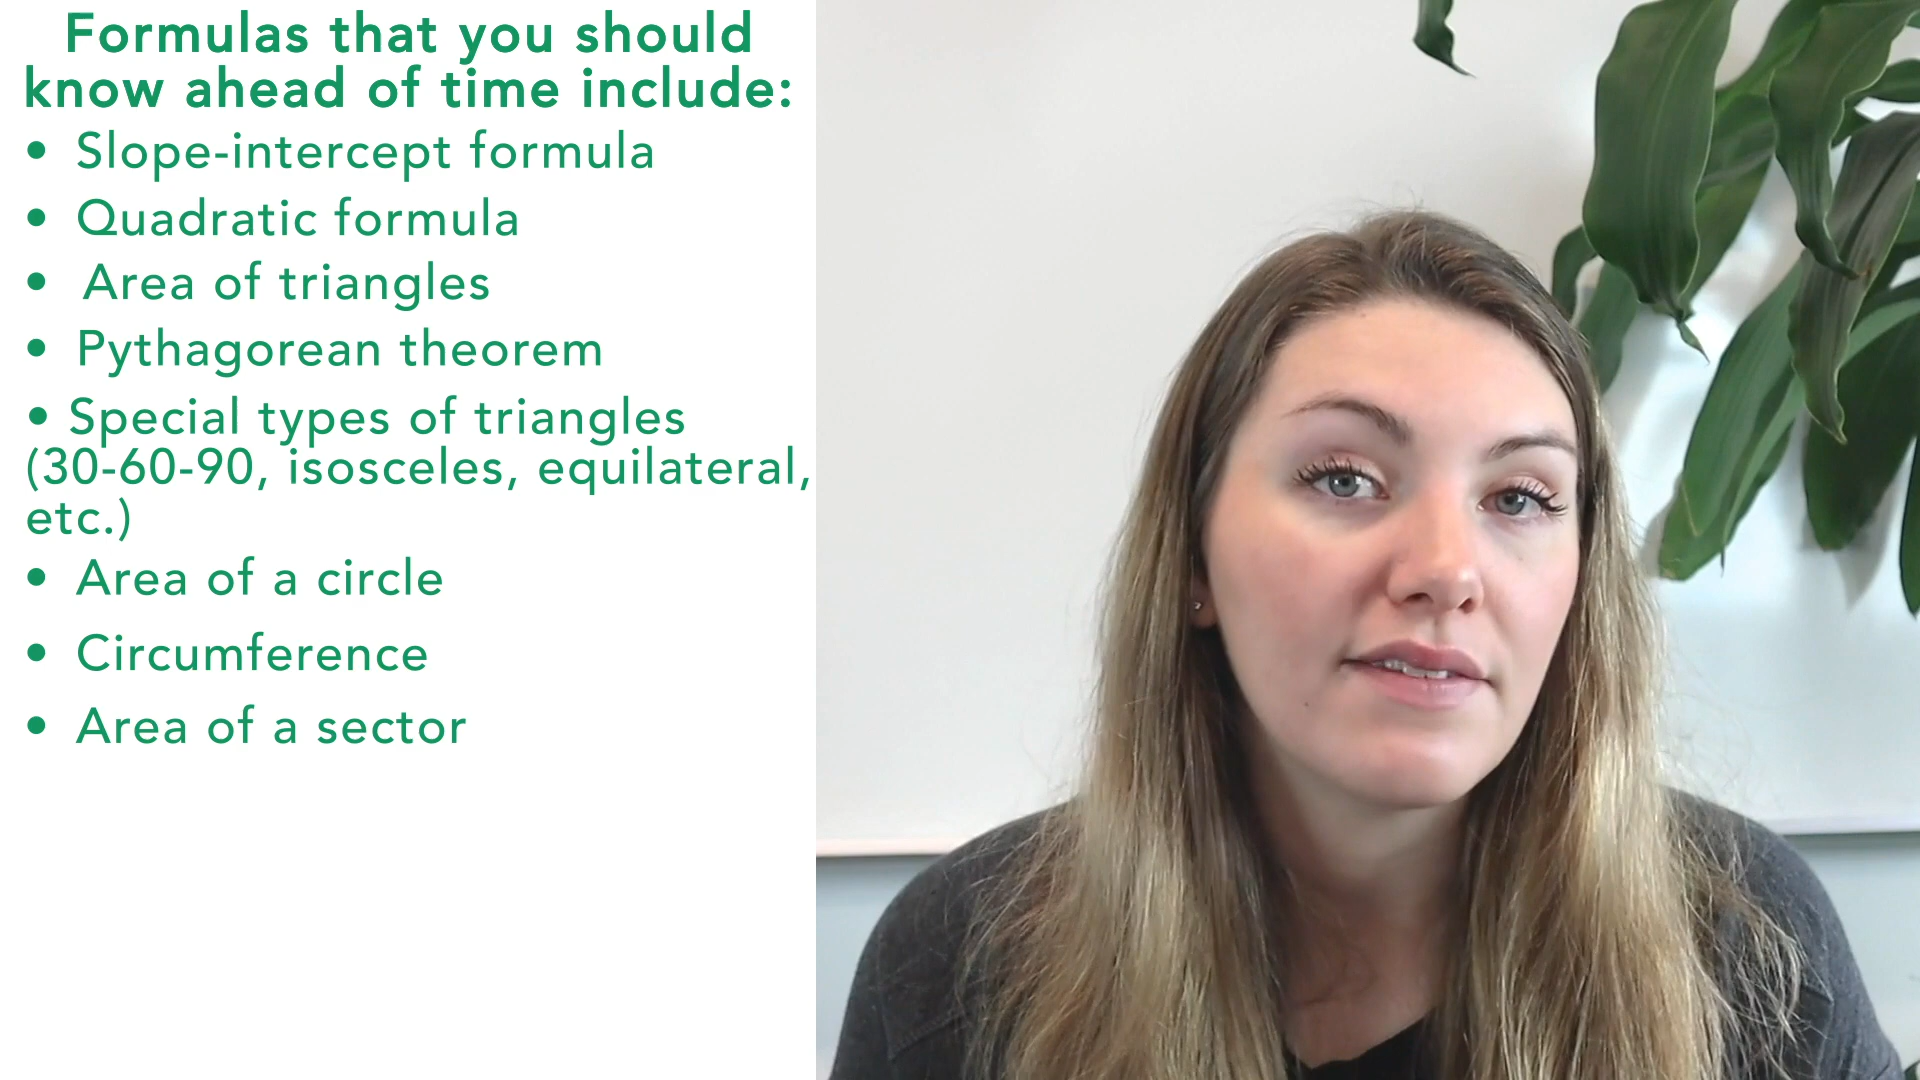 Formulas that you should
know ahead of time include:
• Slope-intercept formula
• Quadratic formula
• Area of triangles
• Pythagorean theorem
• Special types of triangles
(30-60-90, isosceles, equilateral,
etc.)
• Area of a circle
• Circumference
• Area of a sector